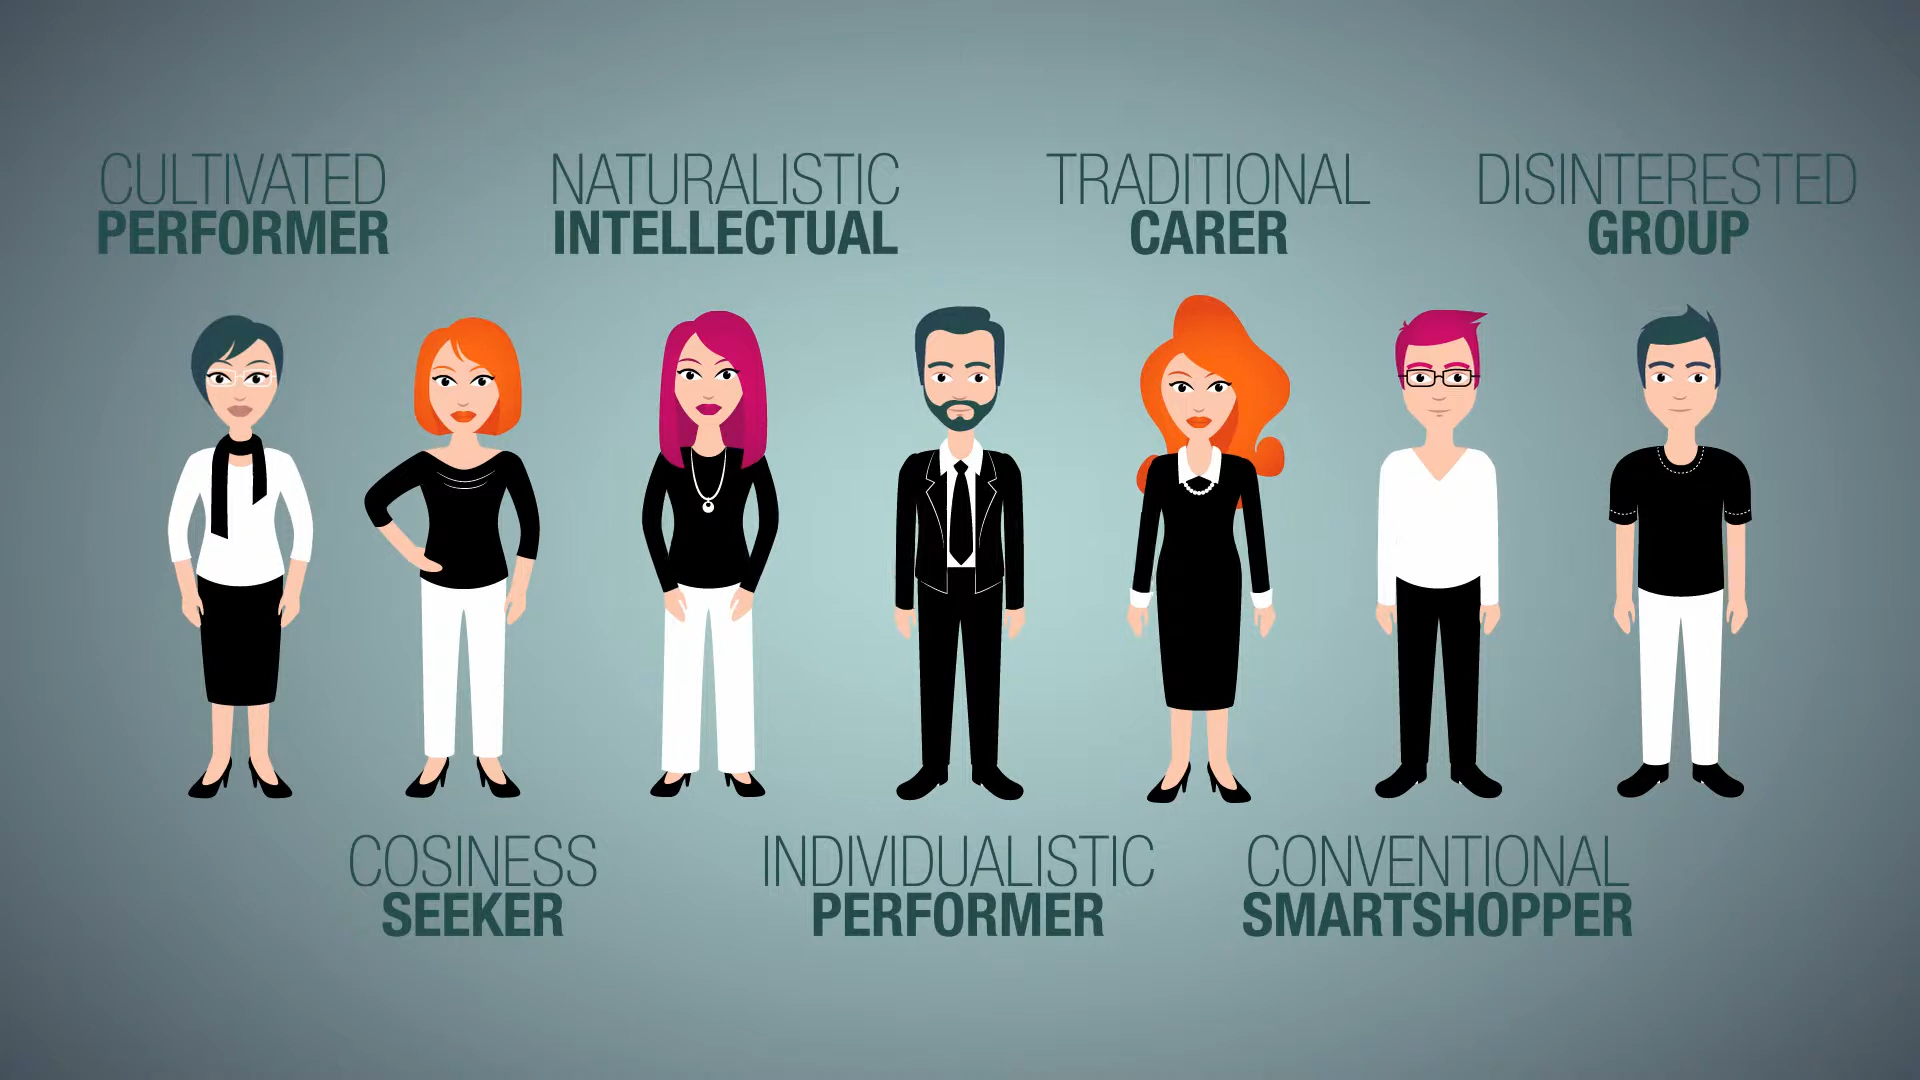 CULTIVATED
PERFORMER
NATURALISTIC
INTELLECTUAL
TRADITIONAL
CARER
DISINTERESTED
GROUP
COSINESS
SEEKER
INDIVIDUALISTIC
PERFORMER
CONVENTIONAL
SMARTSHOPPER